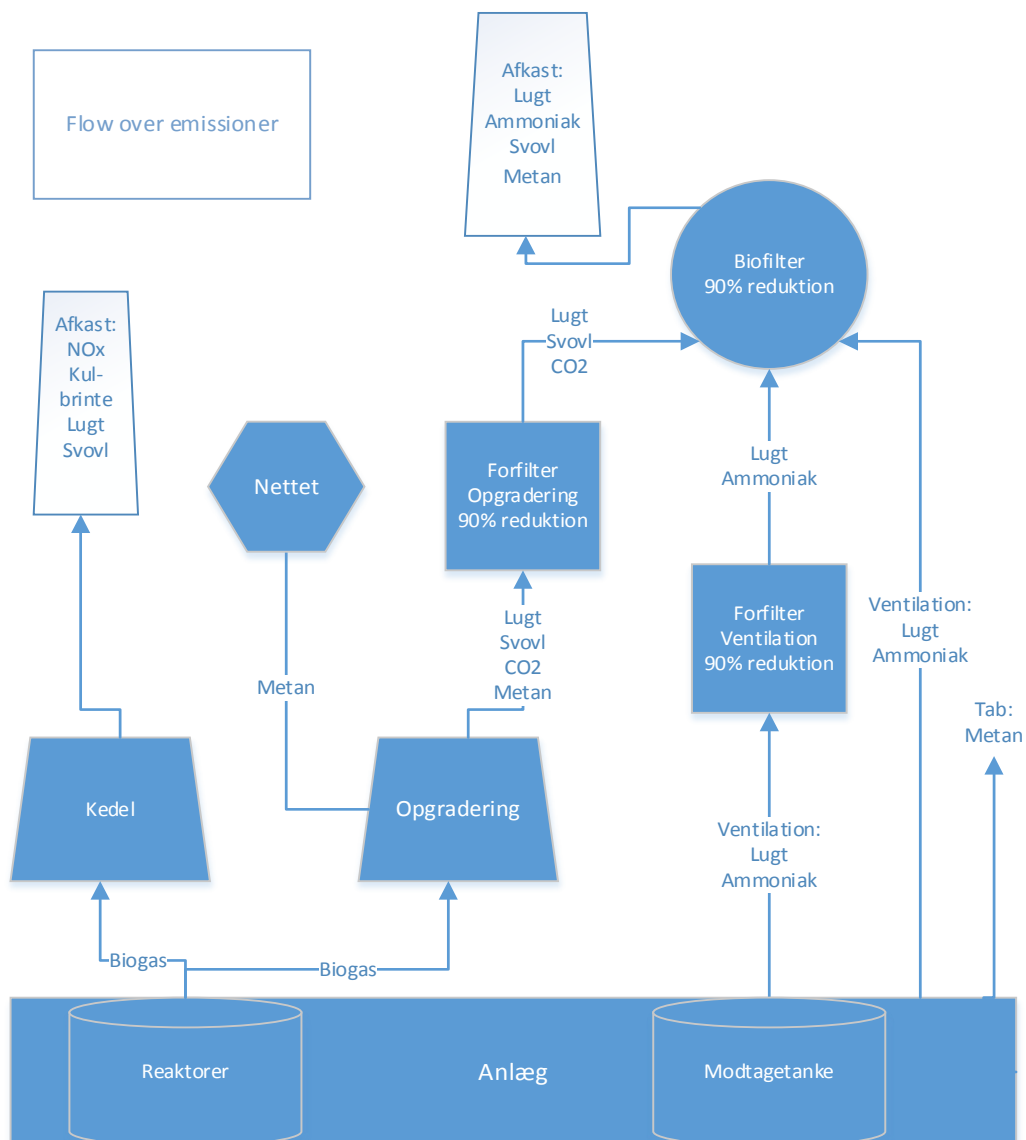 Flow over emissioner
Afkast:
Lugt
Ammoniak
Svovl
Metan
Biofilter
90% reduktion
Afkast:
NOx
Kul-
brinte
Lugt
Svovl
Lugt
Svovl
CO2
Nettet
Forfilter
Opgradering
90% reduktion
Lugt
Ammoniak
Forfilter
Ventilation
90% reduktion
Ventilation:
Lugt
Ammoniak
Lugt
Svovl
CO2
Metan
Metan
Tab:
Metan
Kedel
Opgradering
Ventilation:
Lugt
Ammoniak
Biogas
Biogas
Reaktorer
Anlæg
Modtagetanke